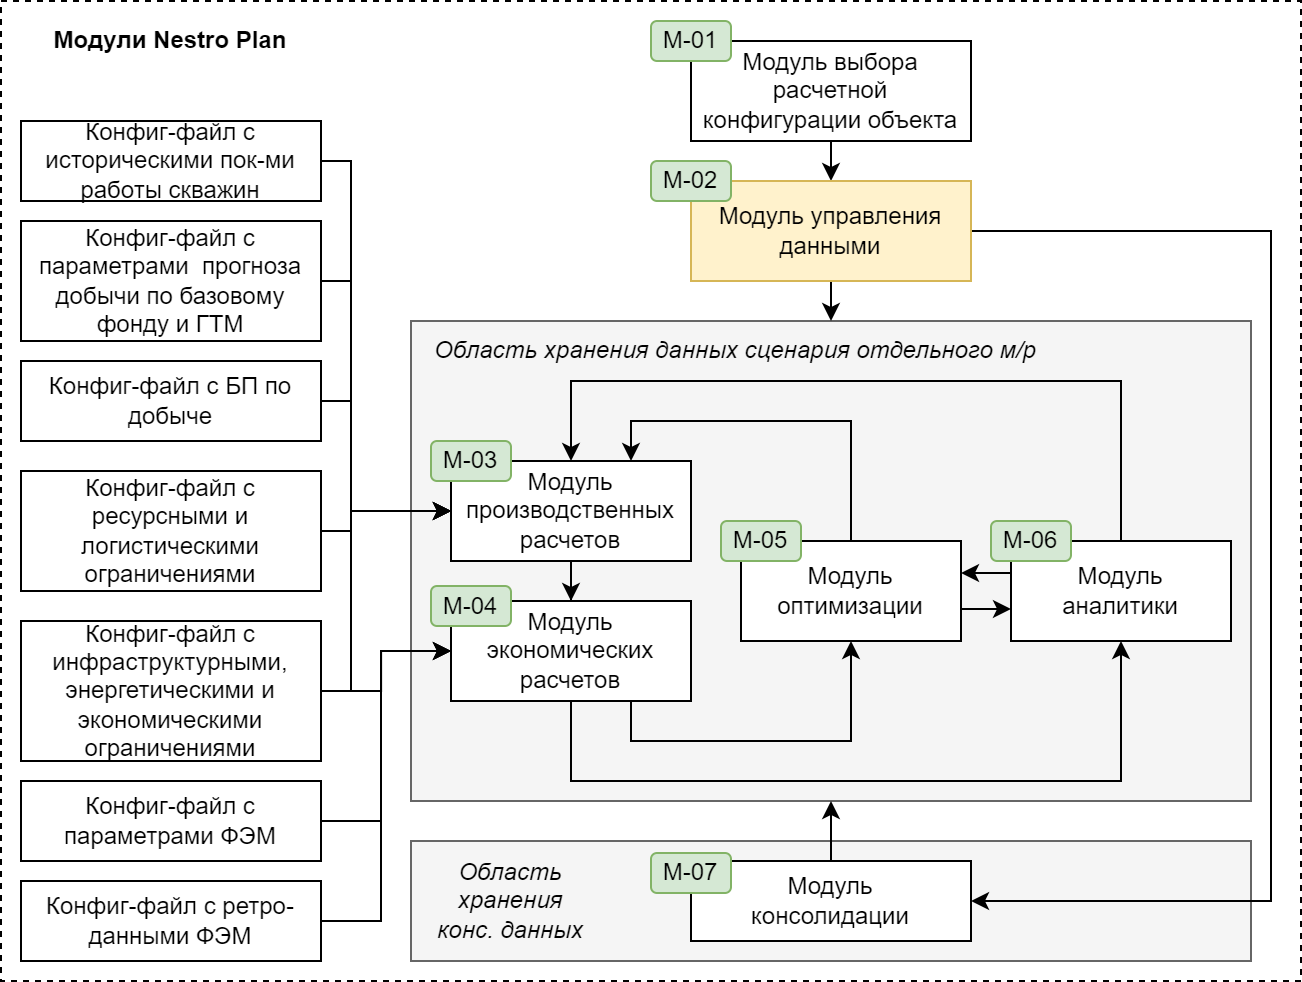 Модули Nestro Plan
М-01
Модуль выбора
расчетной
конфигурации объекта
М-02
Модуль управления
данными
Конфиг-файл с
историческими пок-ми
работы скважин
Конфиг-файл с
параметрами  прогноза
добычи по базовому
фонду и ГТМ
Конфиг-файл с БП по
добыче
Конфиг-файл с
ресурсными и
логистическими
ограничениями
Конфиг-файл с
инфраструктурными,
энергетическими и
экономическими
ограничениями
Конфиг-файл с
параметрами ФЭМ
Конфиг-файл с ретро-
данными ФЭМ
Область хранения данных сценария отдельного м/р
М-03
Модуль
производственных
расчетов
М-04
Модуль
экономических
расчетов
М-05
Модуль
оптимизации
М-06
Модуль
аналитики
Область
хранения
конс. данных
М-07
Модуль
консолидации